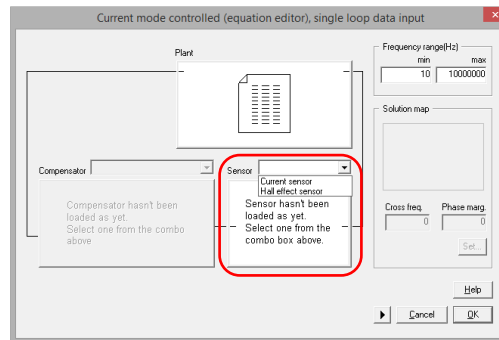 Current mode controlled (equation editor), single loop data input
Plant
Frequency range(Hz)
min
max
10
10000000
Solution map
Compensator
Sensor
Current sensor
Hall effect sensor
Compensator hasn't been
loaded as yet.
Select one from the combo
above
Sensor hasn't been
loaded as yet.
Select one from the
combo box above.
Cross freq.
Phase marg.
0
0
Set...
Help
Cancel
OK